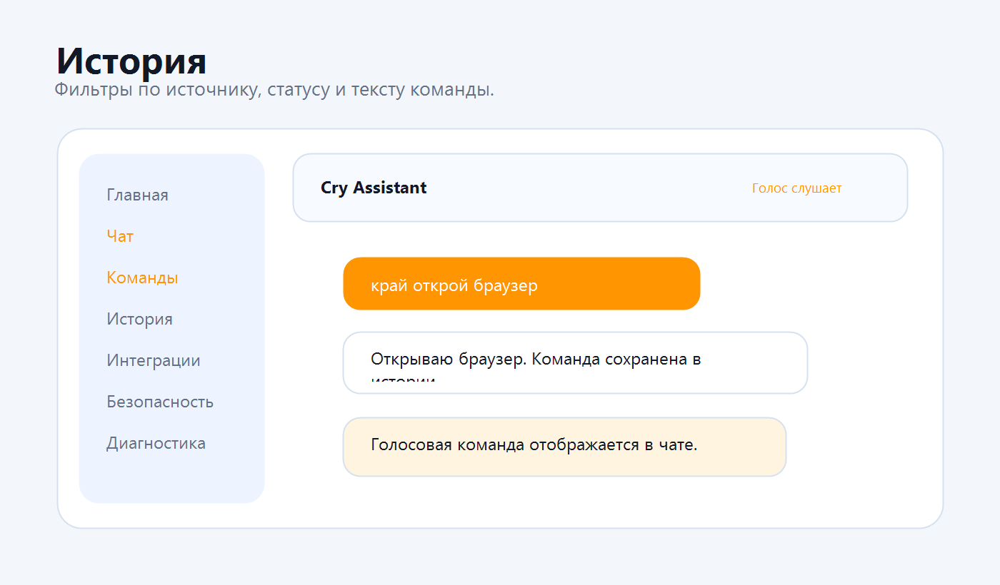 История
Фильтры по источнику, статусу и тексту команды.
Главная
Чат
Команды
История
Интеграции
Безопасность
Диагностика
Cry Assistant
Голос слушает
край открой браузер
Открываю браузер. Команда сохранена в
истории
Голосовая команда отображается в чате.